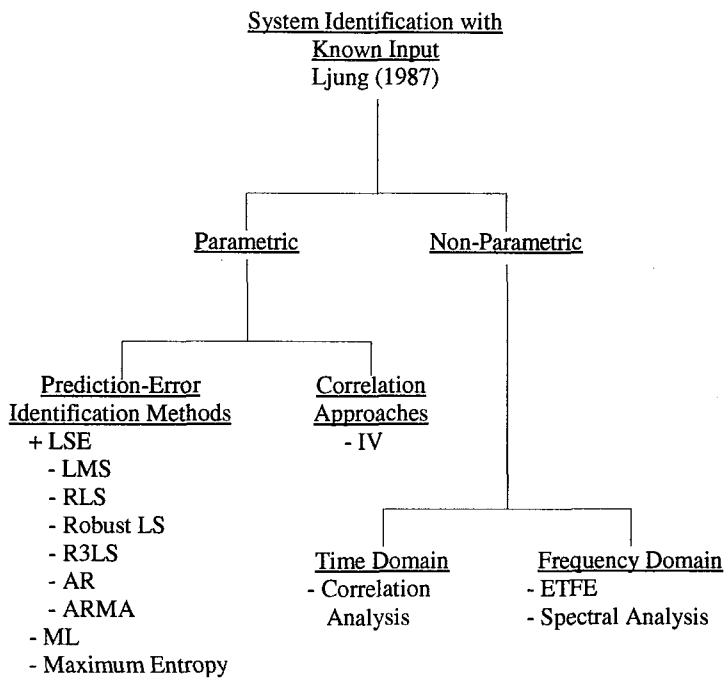 System Identification with
Known Input
Ljung (1987)
Parametric
Non-Parametric
Prediction-Error
Identification Methods
+ LSE
- LMS
- RLS
- Robust LS
- R3LS
- AR
- ARMA
- ML
- Maximum Entropy
Correlation
Approaches
- IV
Time Domain
- Correlation
Analysis
Frequency Domain
- ETFE
- Spectral Analysis